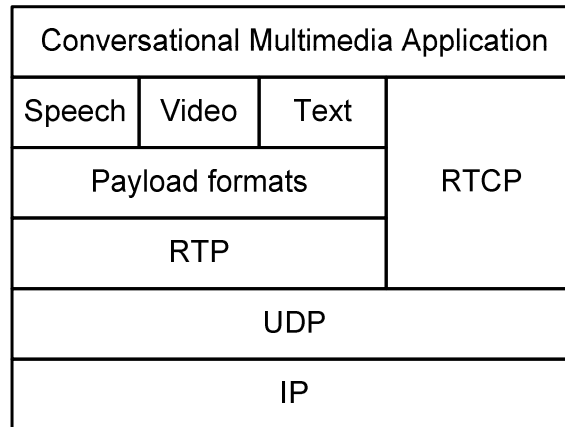 Conversational Multimedia Application
Speech
Video
Text
Payload formats
RTCP
RTP
UDP
IP